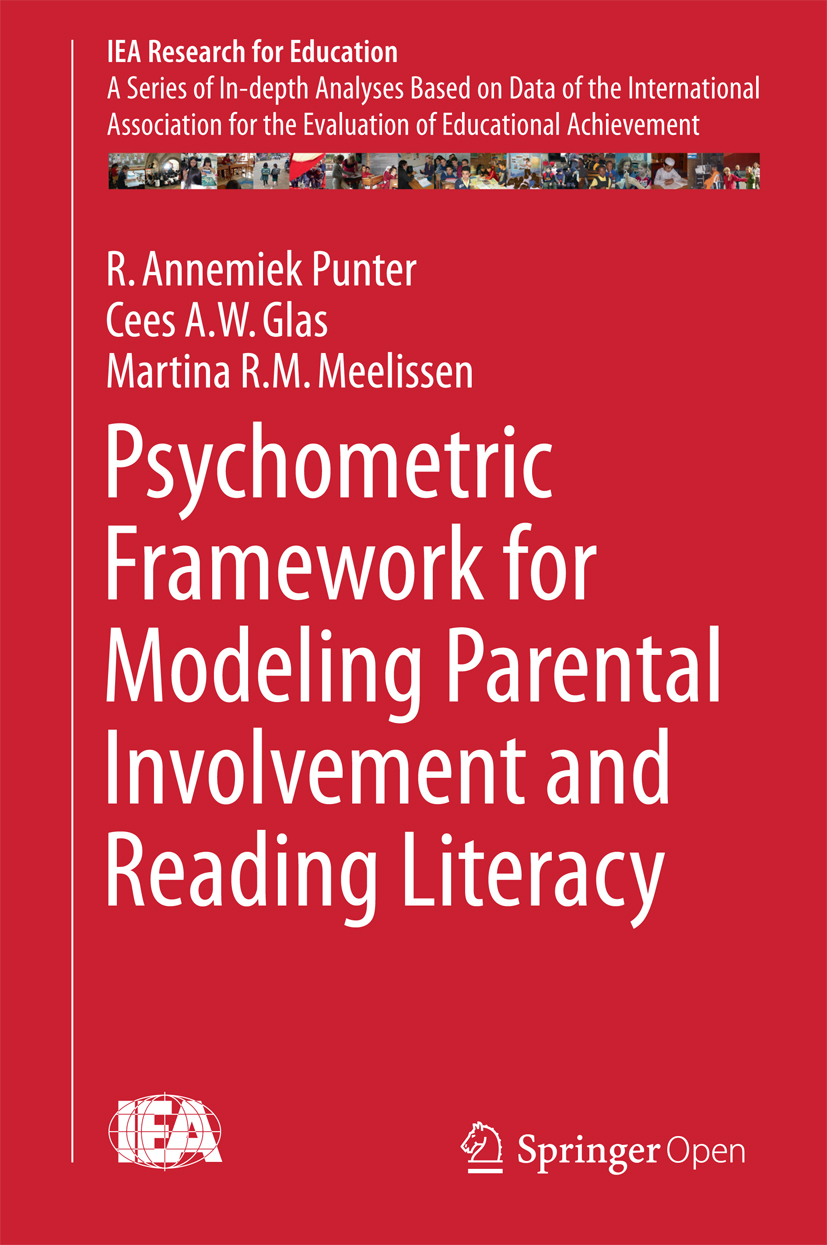 IEA Research for Education
A Series of In-depth Analyses Based on Data of the International
Association for the Evaluation of Educational Achievement
R. Annemiek Punter
Cees A.W. Glas
Martina R.M. Meelissen
Psychometric
Framework for
Modeling Parental
Involvement and
Reading Literacy
IEA
Springer Open